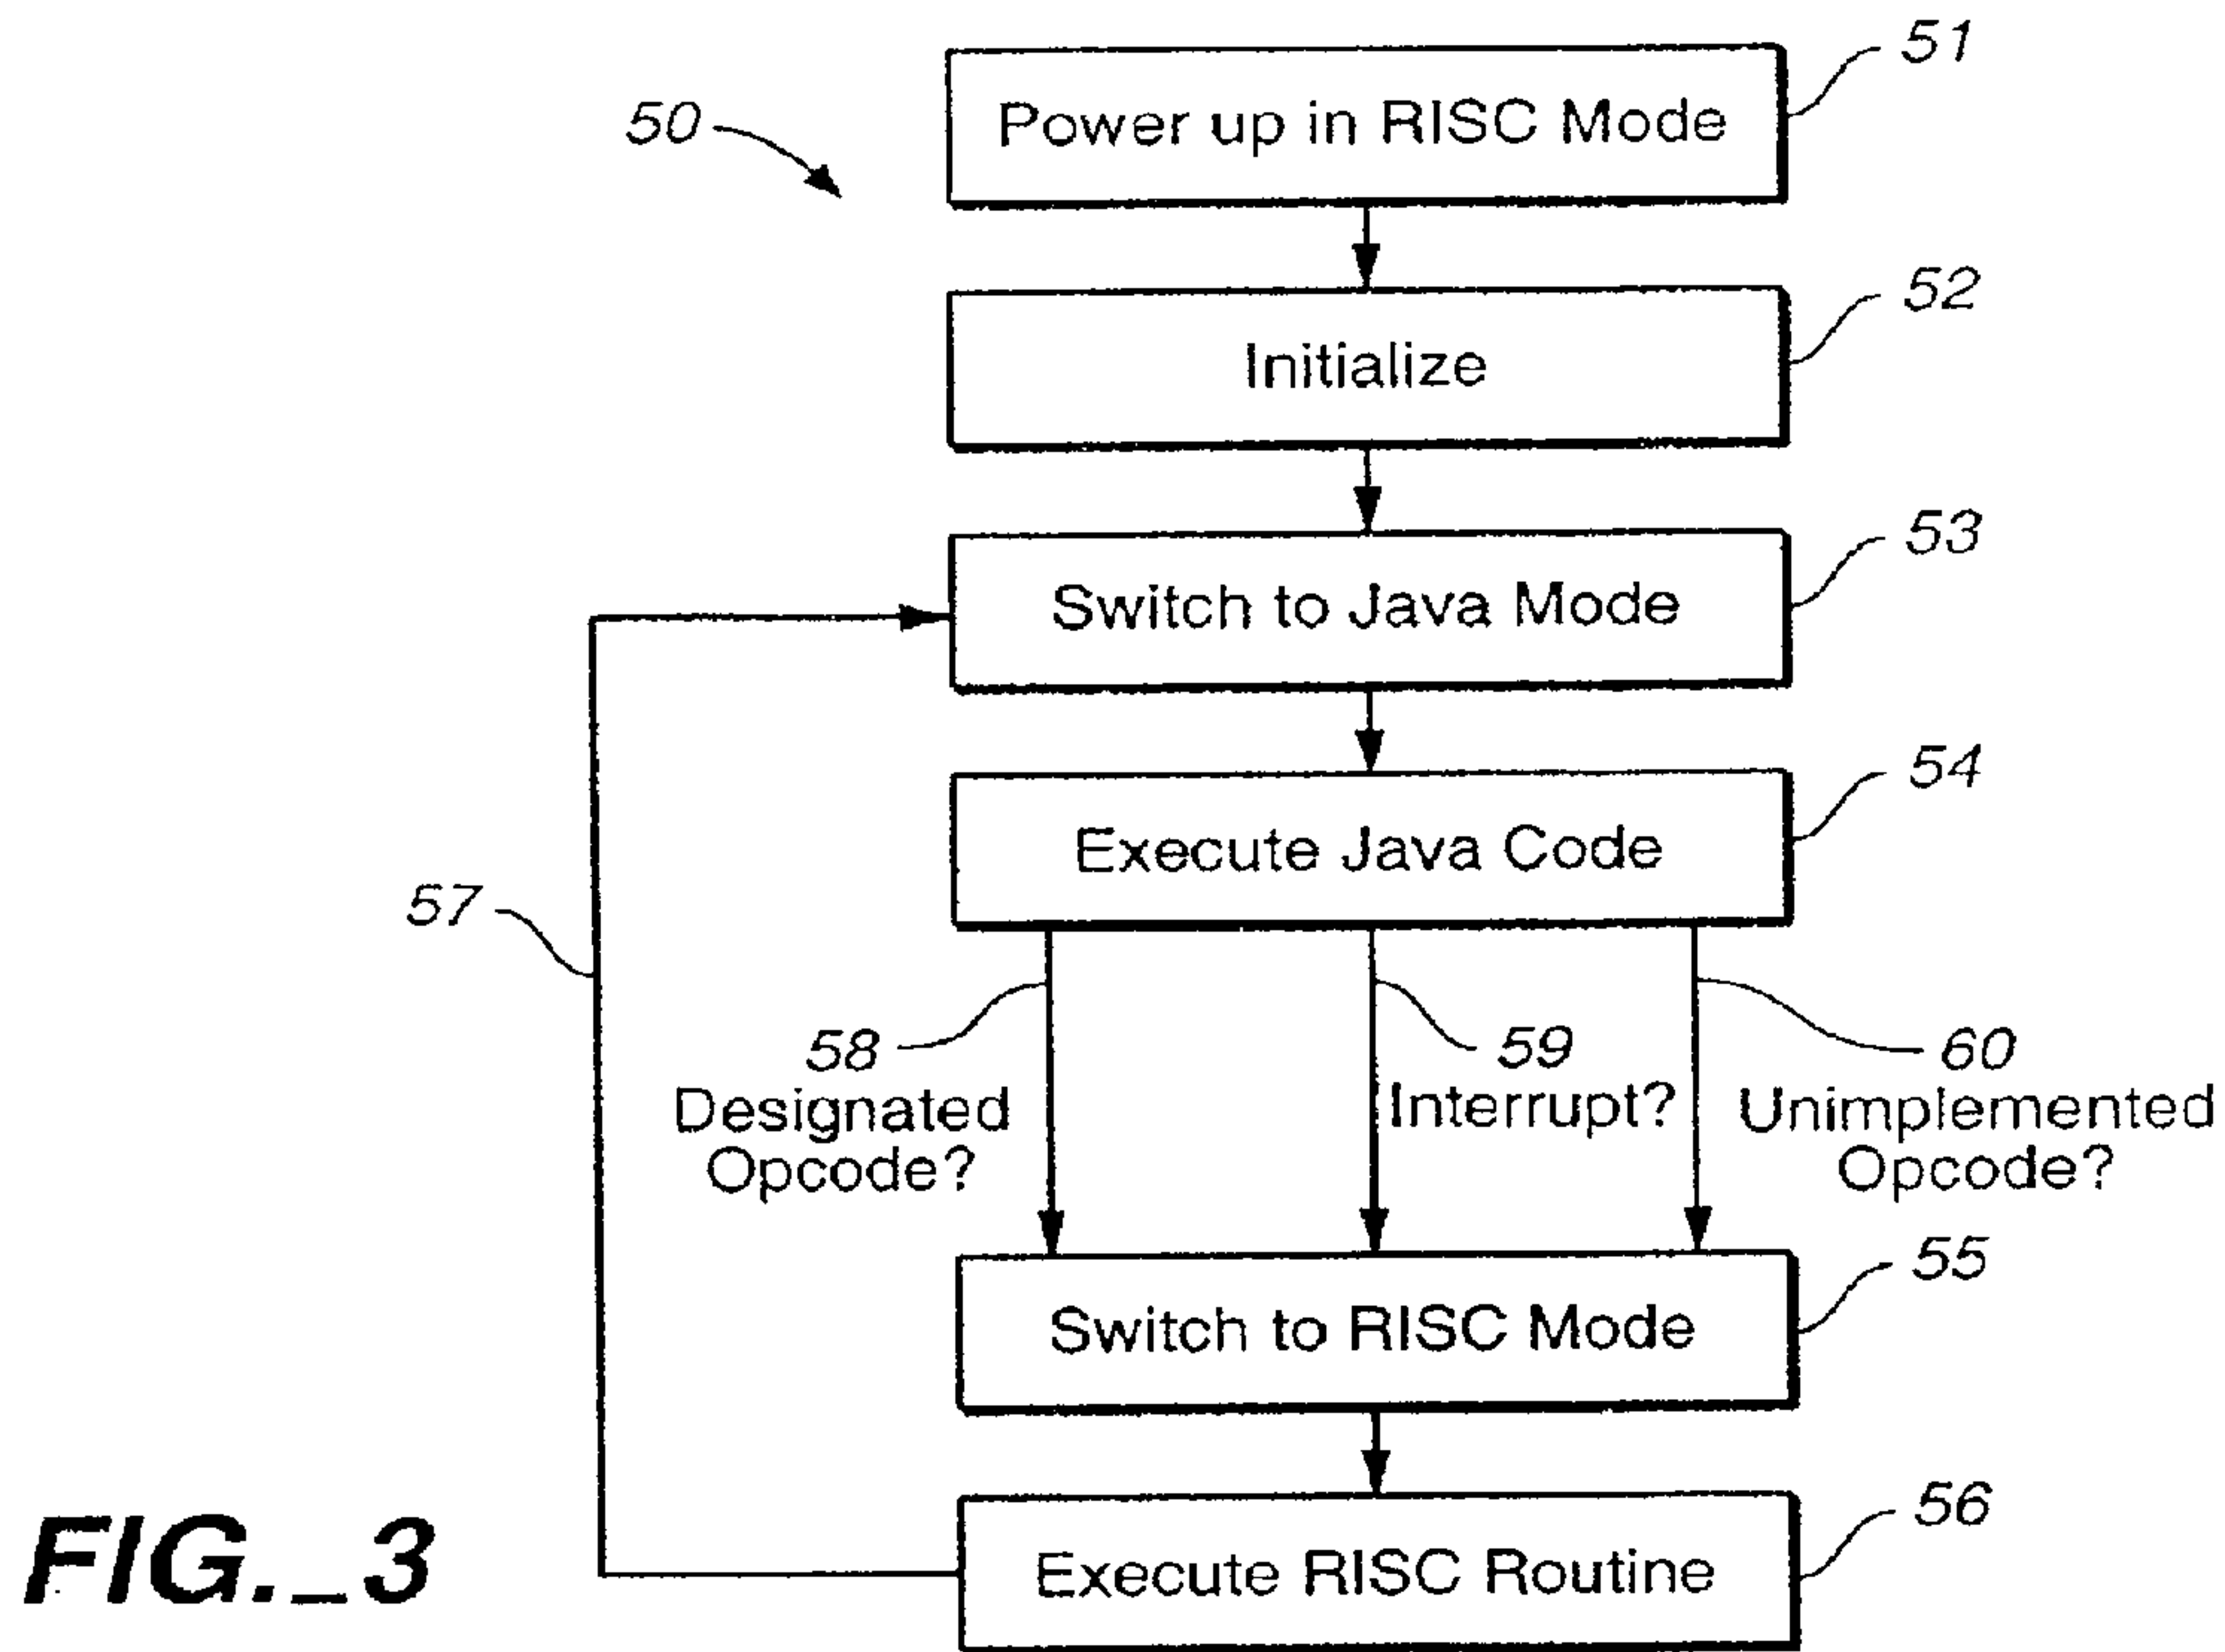 51
50
Power up in RISC Mode
52
Initialize
53
Switch to Java Mode
54
Execute Java Code
57
58
Designated
Opcode?
59
Interrupt?
60
Unimplemented
Opcode?
55
Switch to RISC Mode
56
Execute RISC Routine
FIG._3